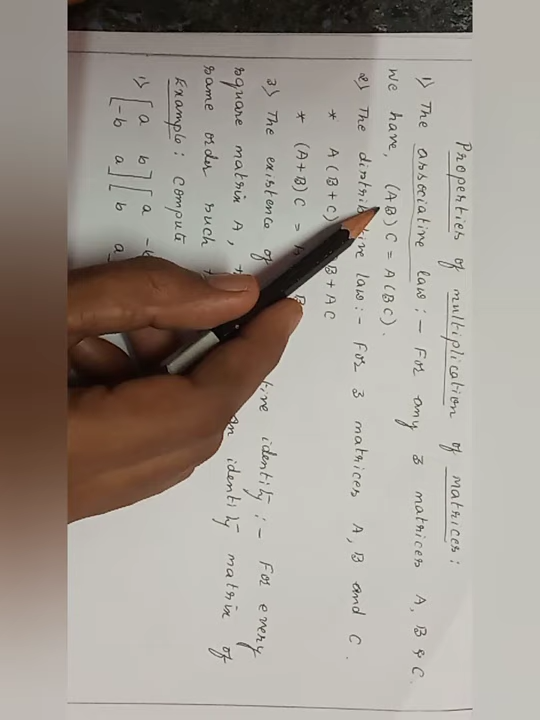 Properties of multiplication of matrices:
1) The associative law:- For any 3 matrices A, B & C.
We have, (AB)C = A(BC).
2) The law:- For 3 matrices A, B and C.
* A(B+C) B + AC
* (A+B)C =
3) The existence of identity:- For every
square matrix A, identity matrix of
same order such
Example: Compute
1) [ a b ] [ a
[ -b a ] [ b a